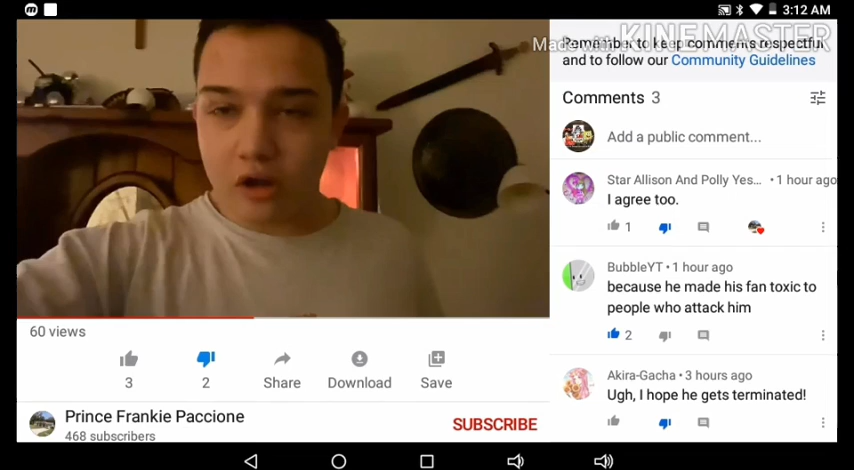 3:12 AM
Made with KINEMASTER
Remember to keep comments respectful
and to follow our Community Guidelines
Comments 3
Add a public comment...
Star Allison And Polly Yes... • 1 hour ago
I agree too.
1
BubbleYT • 1 hour ago
because he made his fan toxic to
people who attack him
2
Akira-Gacha • 3 hours ago
Ugh, I hope he gets terminated!
60 views
3
2
Share
Download
Save
Prince Frankie Paccione
468 subscribers
SUBSCRIBE